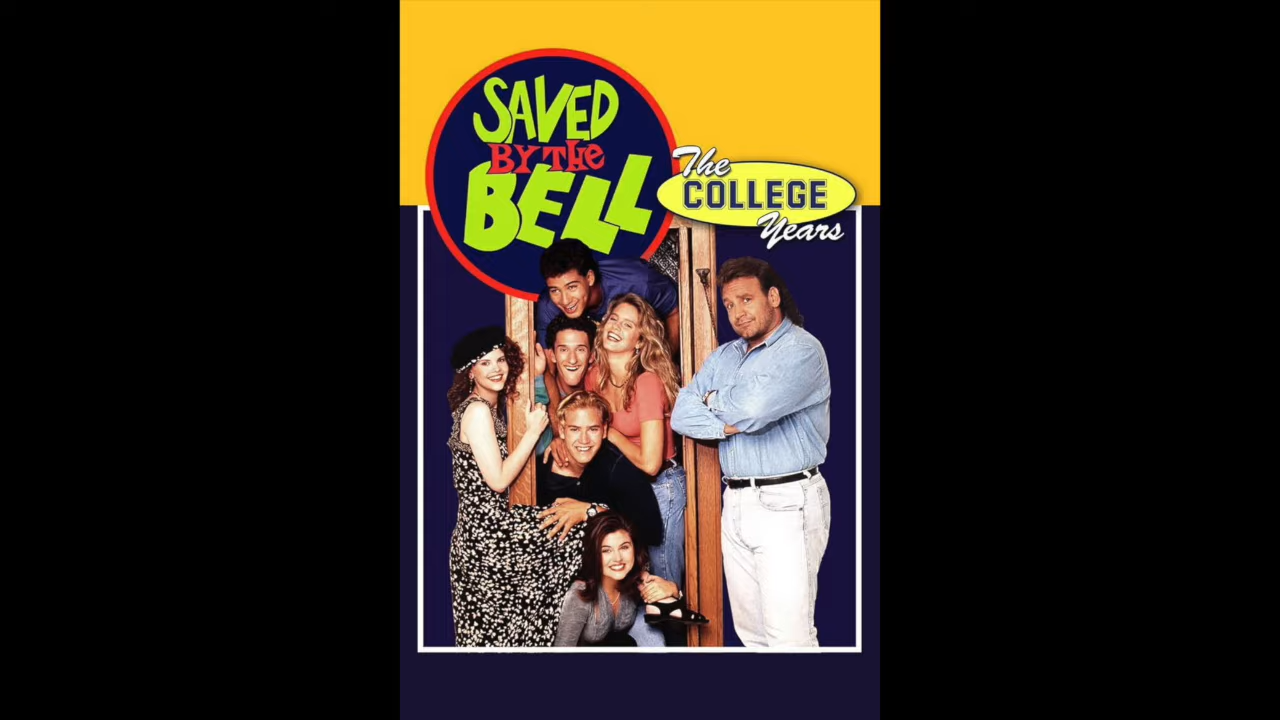 SAVED
BY THe
BELL
The
COLLEGE
Years